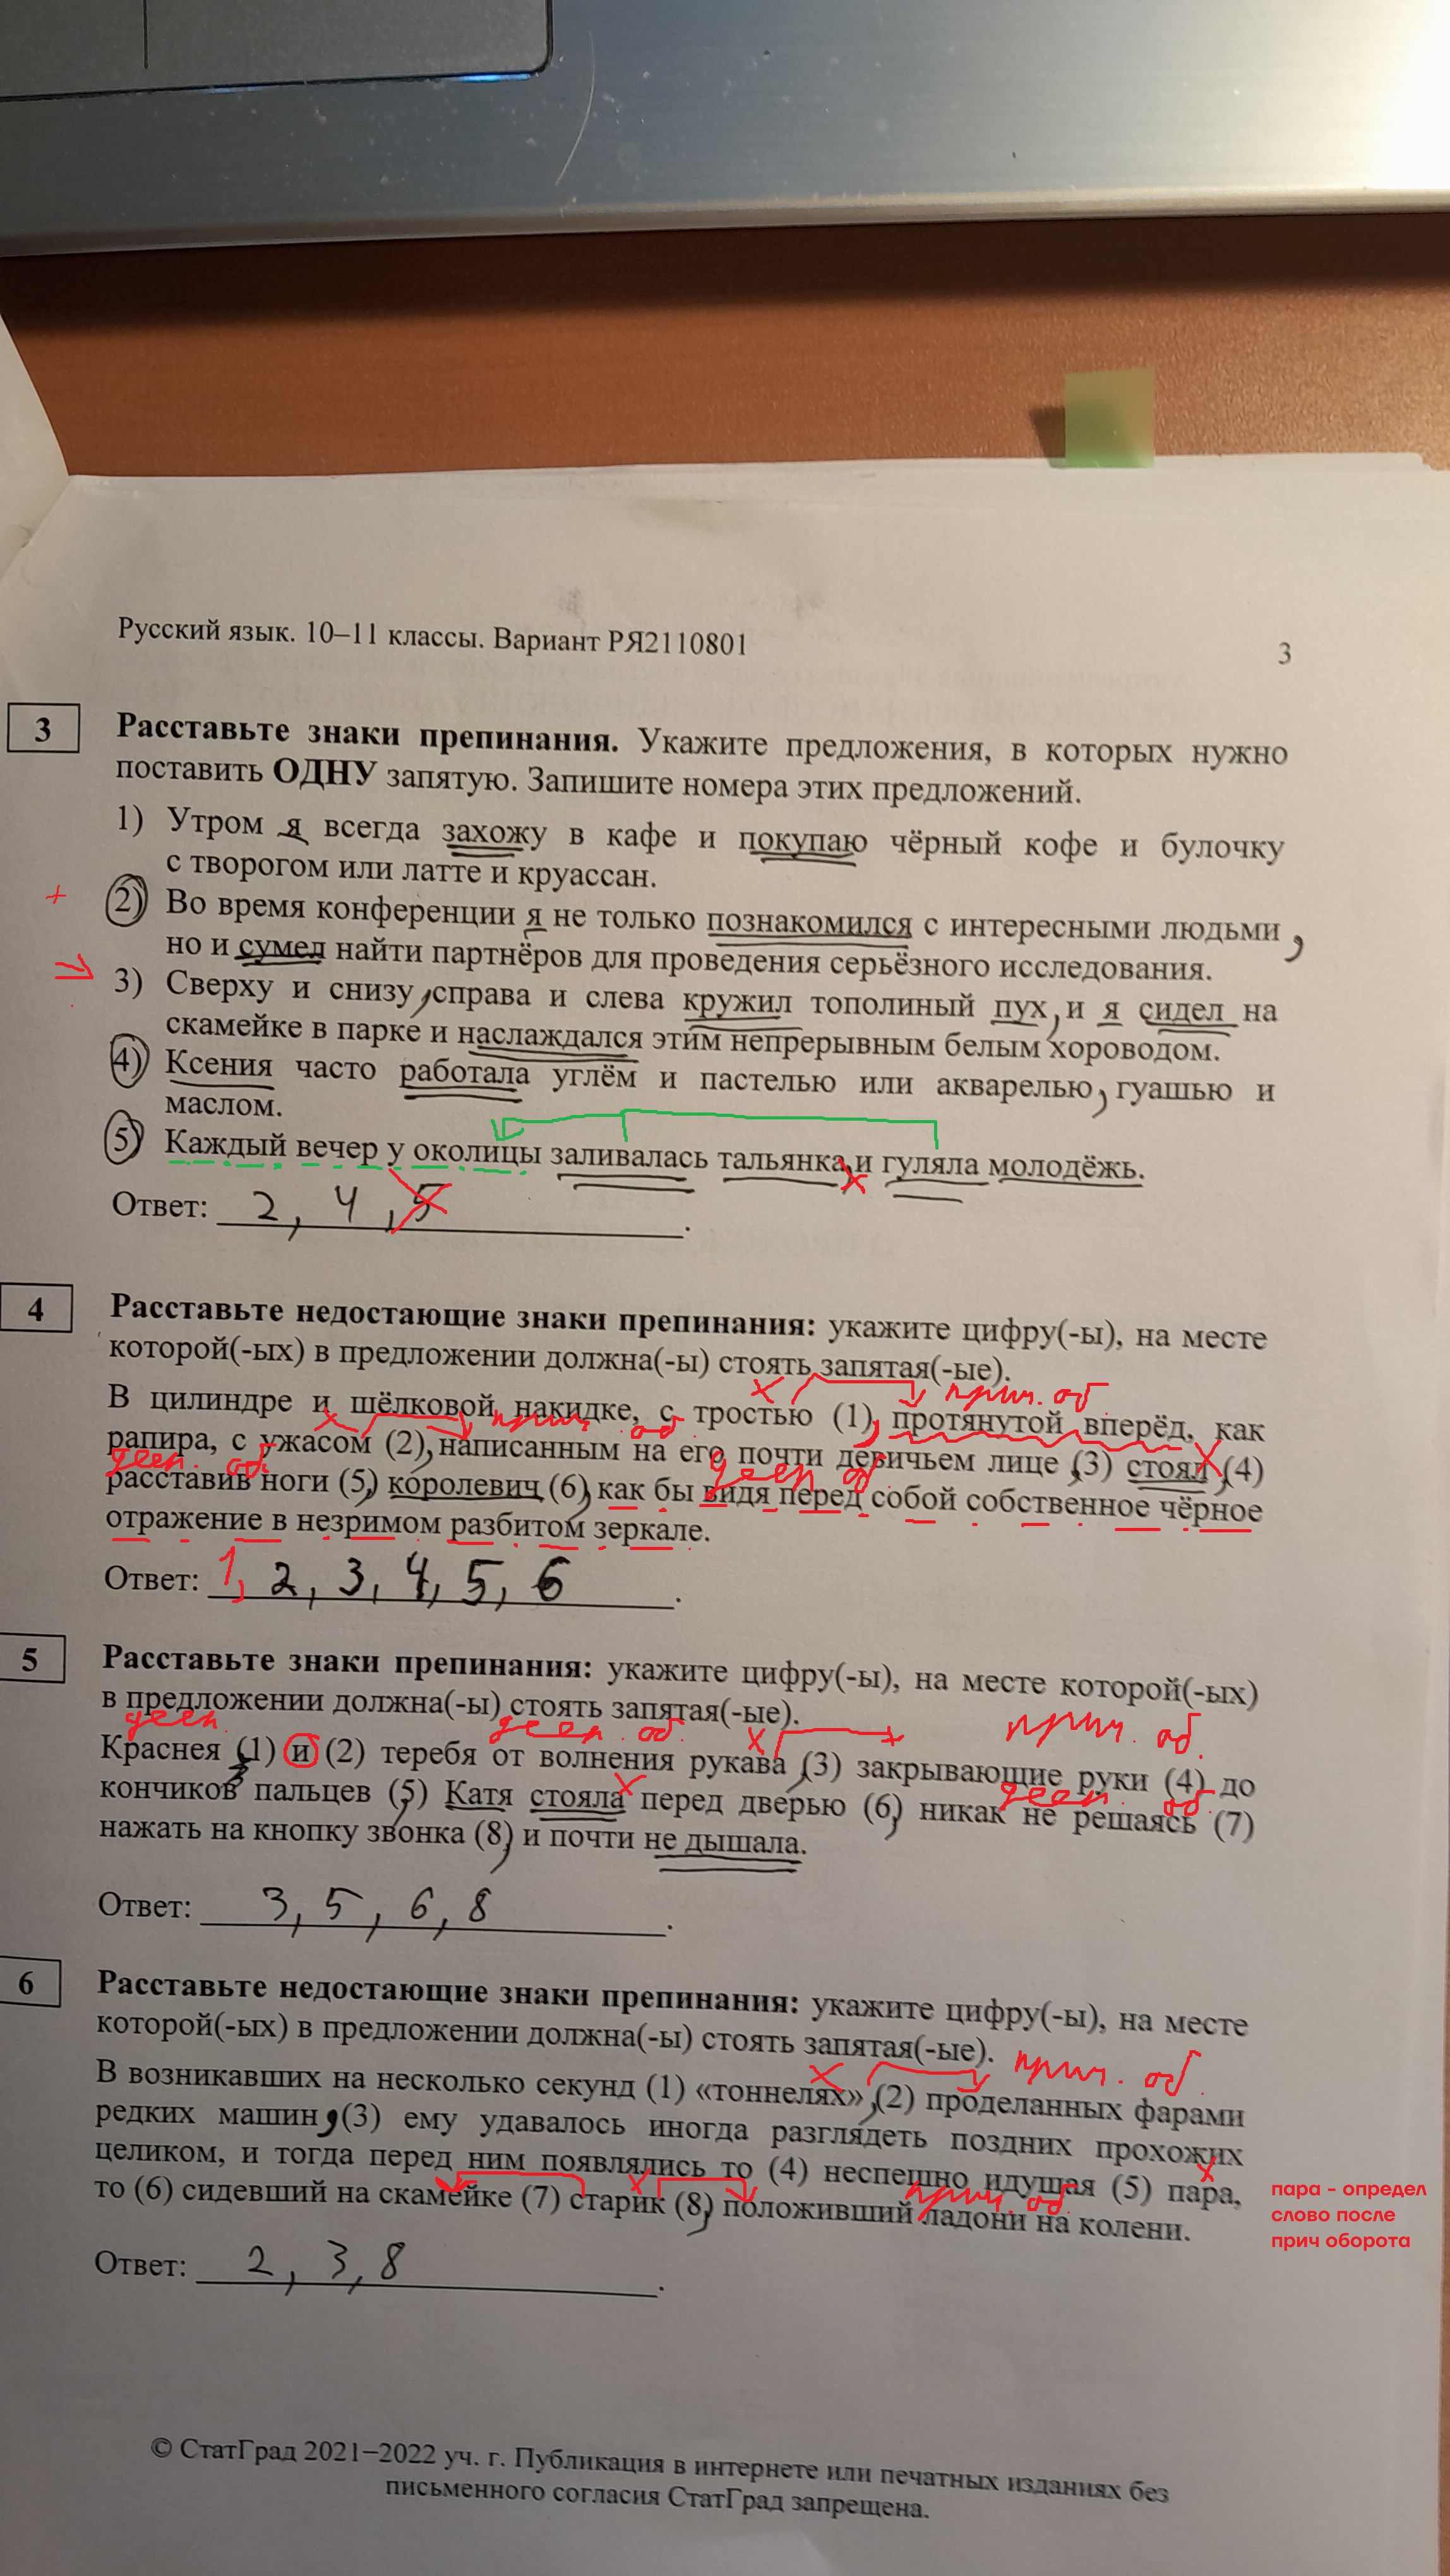 Русский язык. 10–11 классы. Вариант РЯ2110801
3
3
Расставьте знаки препинания. Укажите предложения, в которых нужно
поставить ОДНУ запятую. Запишите номера этих предложений.
1) Утром я всегда захожу в кафе и покупаю чёрный кофе и булочку
с творогом или латте и круассан.
+ 2) Во время конференции я не только познакомился с интересными людьми,
но и сумел найти партнёров для проведения серьёзного исследования.
3) Сверху и снизу, справа и слева кружил тополиный пух, и я сидел на
скамейке в парке и наслаждался этим непрерывным белым хороводом.
4) Ксения часто работала углём и пастелью или акварелью, гуашью и
маслом.
5) Каждый вечер у околицы заливалась тальянка, и гуляла молодёжь.
Ответ: 2, 4, 5.
4
Расставьте недостающие знаки препинания: укажите цифру(-ы), на месте
которой(-ых) в предложении должна(-ы) стоять запятая(-ые).
х прич. об
В цилиндре и шёлковой накидке, с тростью (1), протянутой вперёд, как
х прич. об
рапира, с ужасом (2), написанным на его почти девичьем лице, (3) стоял, (4)
дееп. об. дееп. об. х
расставив ноги (5), королевич (6), как бы видя перед собой собственное чёрное
отражение в незримом разбитом зеркале.
Ответ: 1, 2, 3, 4, 5, 6.
5
Расставьте знаки препинания: укажите цифру(-ы), на месте которой(-ых)
в предложении должна(-ы) стоять запятая(-ые).
дееп. дееп. об. х прич. об.
Краснея (1) и (2) теребя от волнения рукава, (3) закрывающие руки (4) до
х дееп. об.
кончиков пальцев (5), Катя стояла перед дверью (6), никак не решаясь (7)
нажать на кнопку звонка (8), и почти не дышала.
Ответ: 3, 5, 6, 8.
6
Расставьте недостающие знаки препинания: укажите цифру(-ы), на месте
которой(-ых) в предложении должна(-ы) стоять запятая(-ые).
х прич. об.
В возникавших на несколько секунд (1) «тоннелях», (2) проделанных фарами
редких машин, (3) ему удавалось иногда разглядеть поздних прохожих
целиком, и тогда перед ним появлялись то (4) неспешно идущая (5) пара,
х прич. об. х
то (6) сидевший на скамейке (7) старик (8), положивший ладони на колени.
пара - определ
слово после
прич оборота
Ответ: 2, 3, 8.
© СтатГрад 2021–2022 уч. г. Публикация в интернете или печатных изданиях без
письменного согласия СтатГрад запрещена.